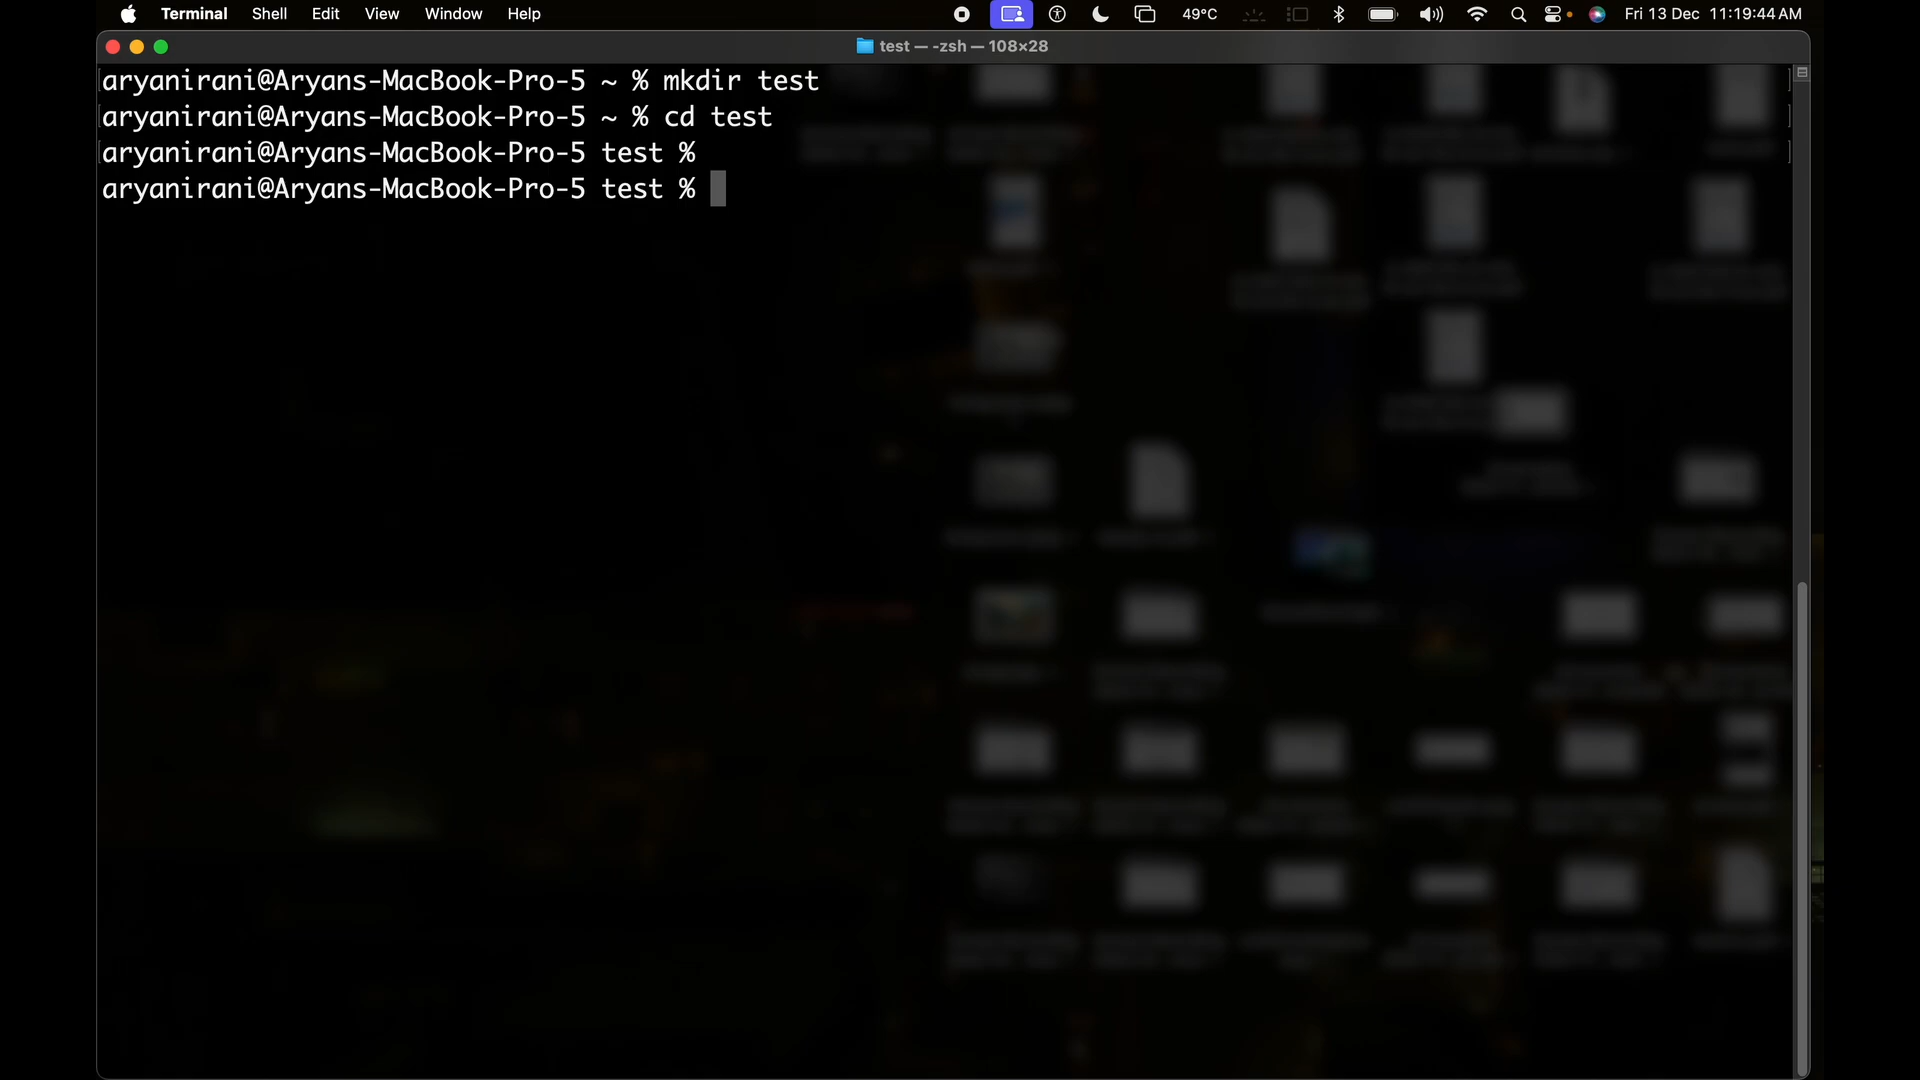 Terminal Shell Edit View Window Help 49°C Fri 13 Dec 11:19:44 AM
test — -zsh — 108×28
aryanirani@Aryans-MacBook-Pro-5 ~ % mkdir test
aryanirani@Aryans-MacBook-Pro-5 ~ % cd test
aryanirani@Aryans-MacBook-Pro-5 test %
aryanirani@Aryans-MacBook-Pro-5 test %